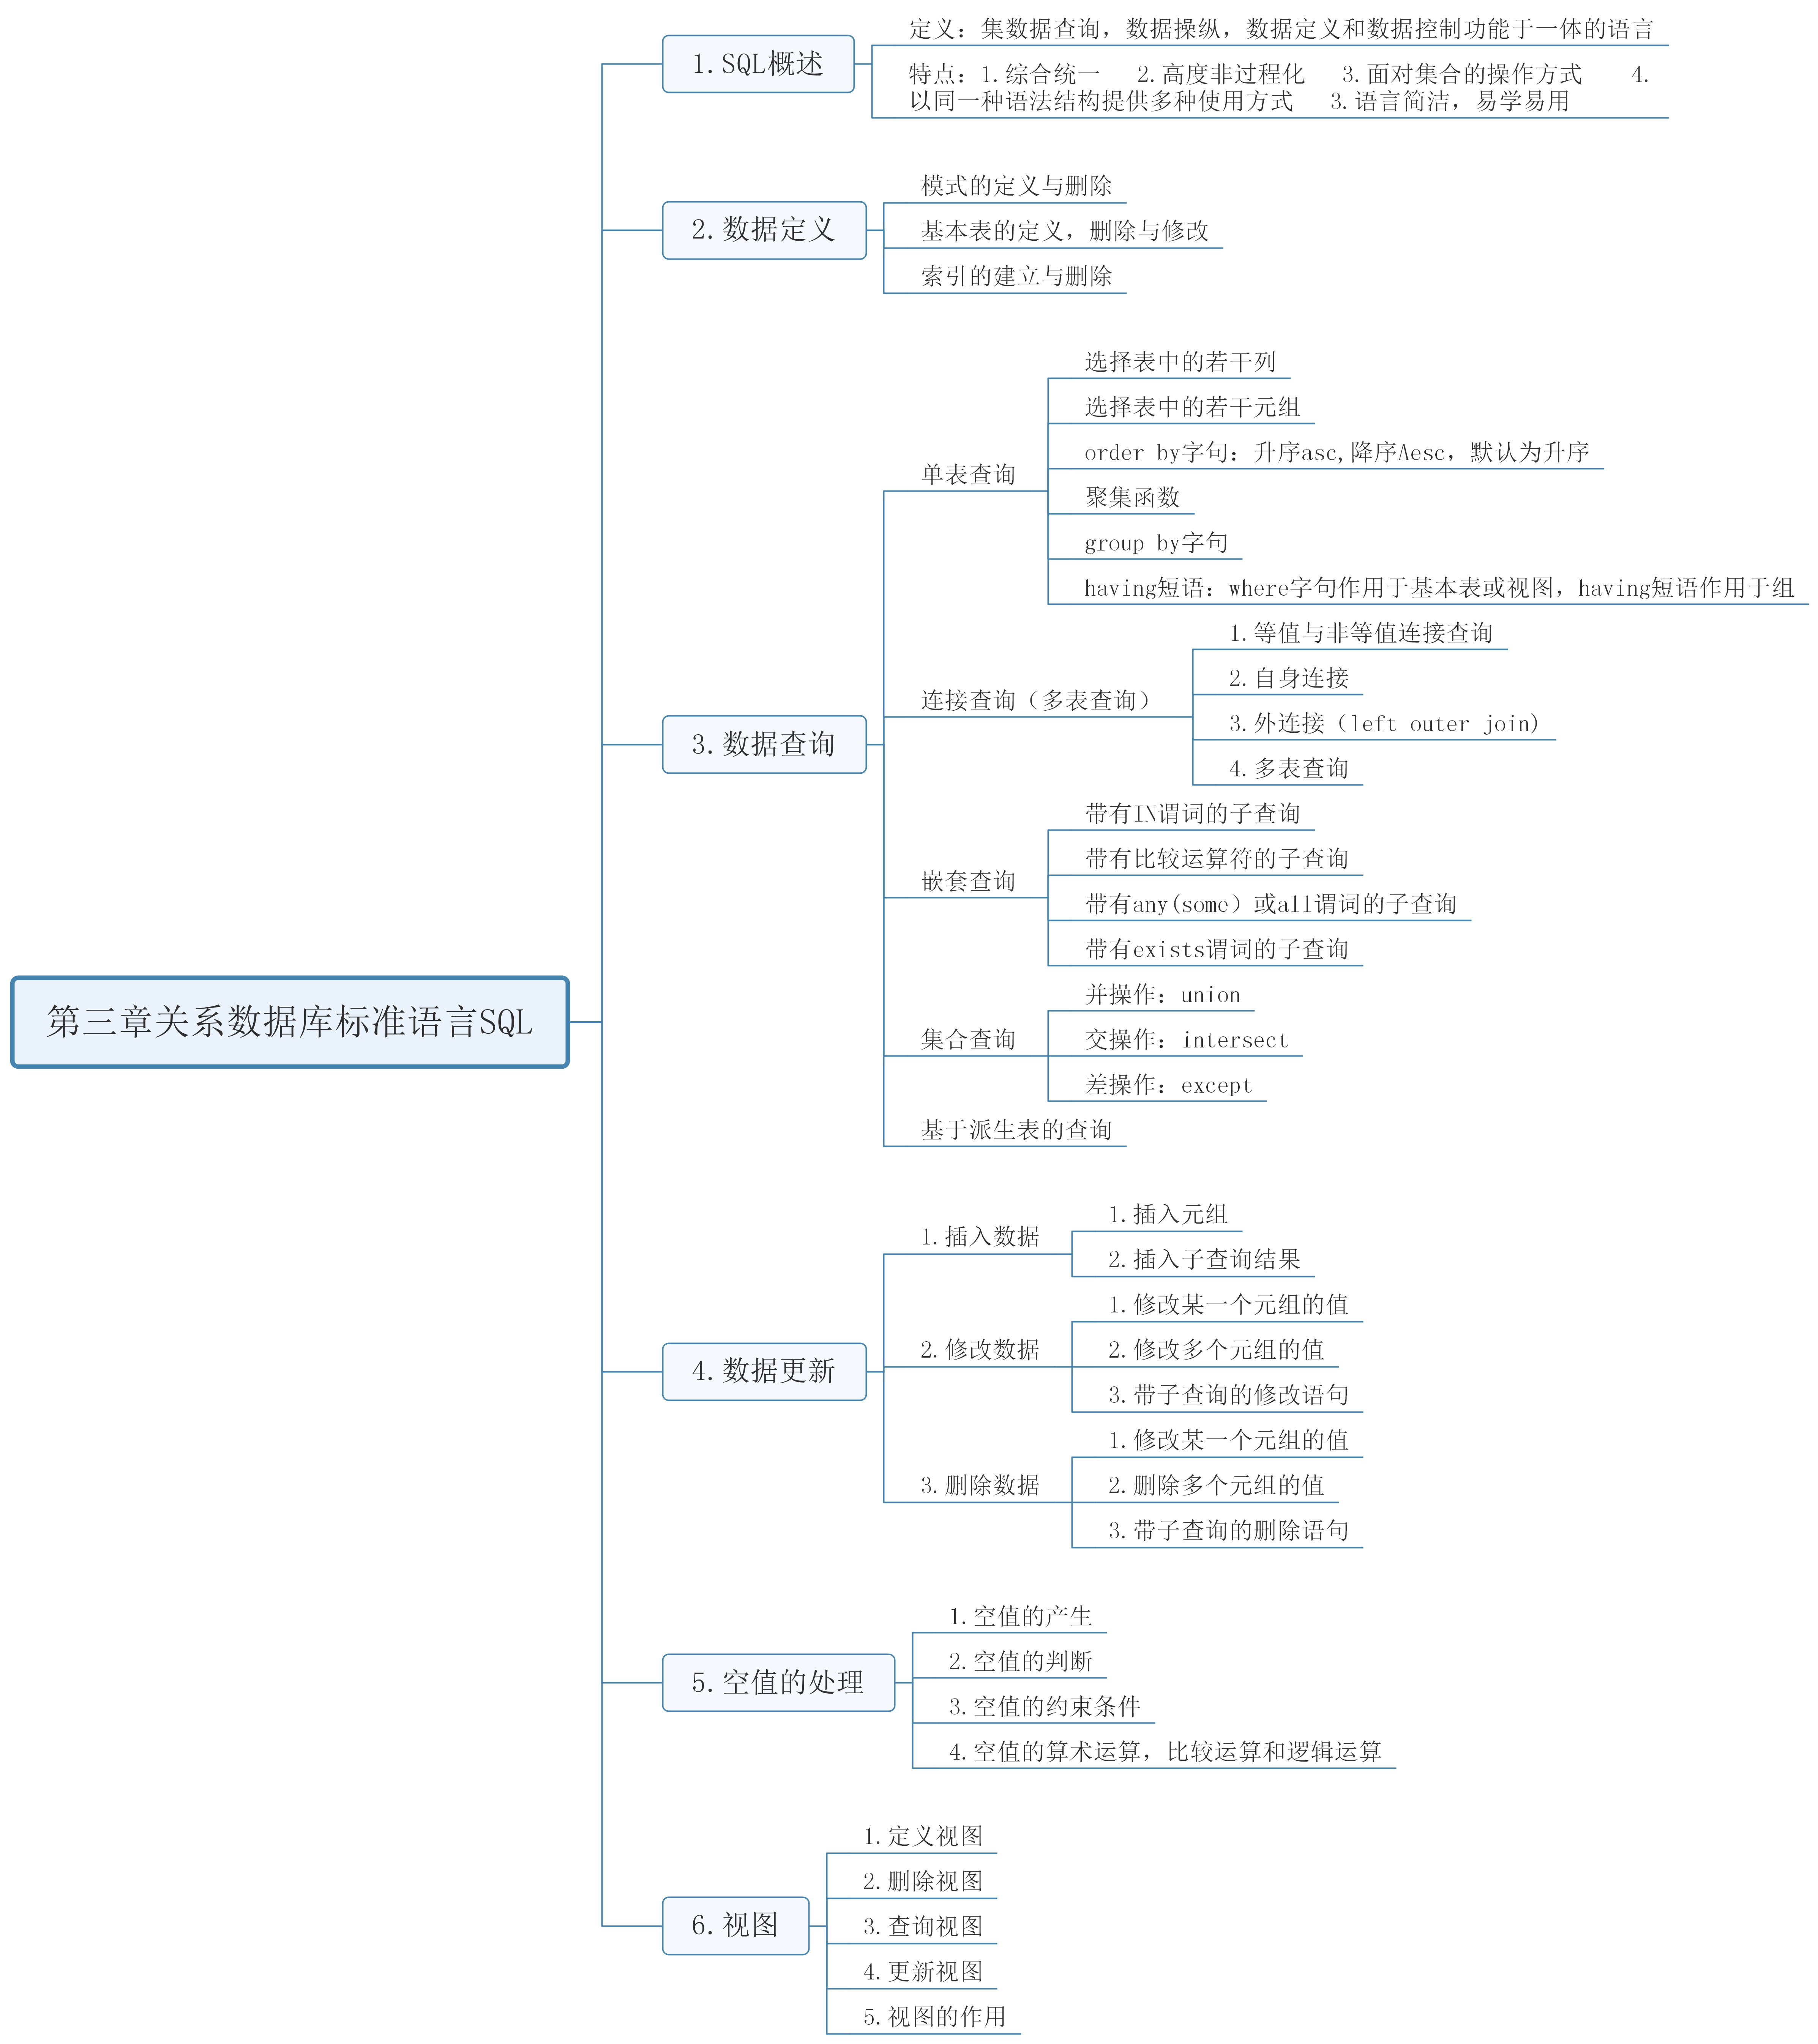 第三章关系数据库标准语言SQL
1.SQL概述
定义：集数据查询，数据操纵，数据定义和数据控制功能于一体的语言
特点：1.综合统一 2.高度非过程化 3.面对集合的操作方式 4.
以同一种语法结构提供多种使用方式 3.语言简洁，易学易用
2.数据定义
模式的定义与删除
基本表的定义，删除与修改
索引的建立与删除
3.数据查询
单表查询
选择表中的若干列
选择表中的若干元组
order by字句：升序asc,降序Aesc，默认为升序
聚集函数
group by字句
having短语：where字句作用于基本表或视图，having短语作用于组
连接查询（多表查询）
1.等值与非等值连接查询
2.自身连接
3.外连接（left outer join)
4.多表查询
嵌套查询
带有IN谓词的子查询
带有比较运算符的子查询
带有any(some）或all谓词的子查询
带有exists谓词的子查询
集合查询
并操作：union
交操作：intersect
差操作：except
基于派生表的查询
4.数据更新
1.插入数据
1.插入元组
2.插入子查询结果
2.修改数据
1.修改某一个元组的值
2.修改多个元组的值
3.带子查询的修改语句
3.删除数据
1.修改某一个元组的值
2.删除多个元组的值
3.带子查询的删除语句
5.空值的处理
1.空值的产生
2.空值的判断
3.空值的约束条件
4.空值的算术运算，比较运算和逻辑运算
6.视图
1.定义视图
2.删除视图
3.查询视图
4.更新视图
5.视图的作用